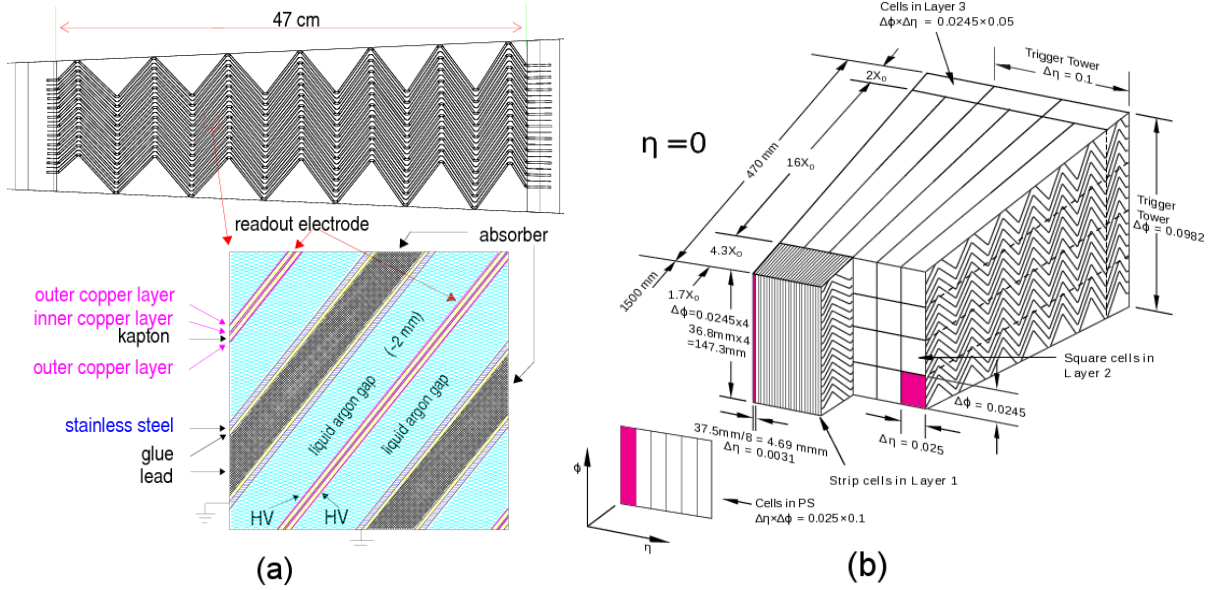 47 cm
readout electrode
absorber
outer copper layer
inner copper layer
kapton
outer copper layer
stainless steel
glue
lead
(~2 mm)
liquid argon gap
liquid argon gap
HV
HV
(a)
Cells in Layer 3
Δϕ×Δη = 0.0245×0.05
Trigger Tower
Δη = 0.1
2X₀
η = 0
470 mm
16X₀
Trigger
Tower
Δϕ = 0.0982
4.3X₀
1500 mm
1.7X₀
Δϕ=0.0245x4
36.8mmx4
=147.3mm
Square cells in
Layer 2
Δϕ = 0.0245
37.5mm/8 = 4.69 mmm
Δη = 0.0031
Δη = 0.025
Strip cells in Layer 1
ϕ
Cells in PS
Δη×Δϕ = 0.025×0.1
η
(b)